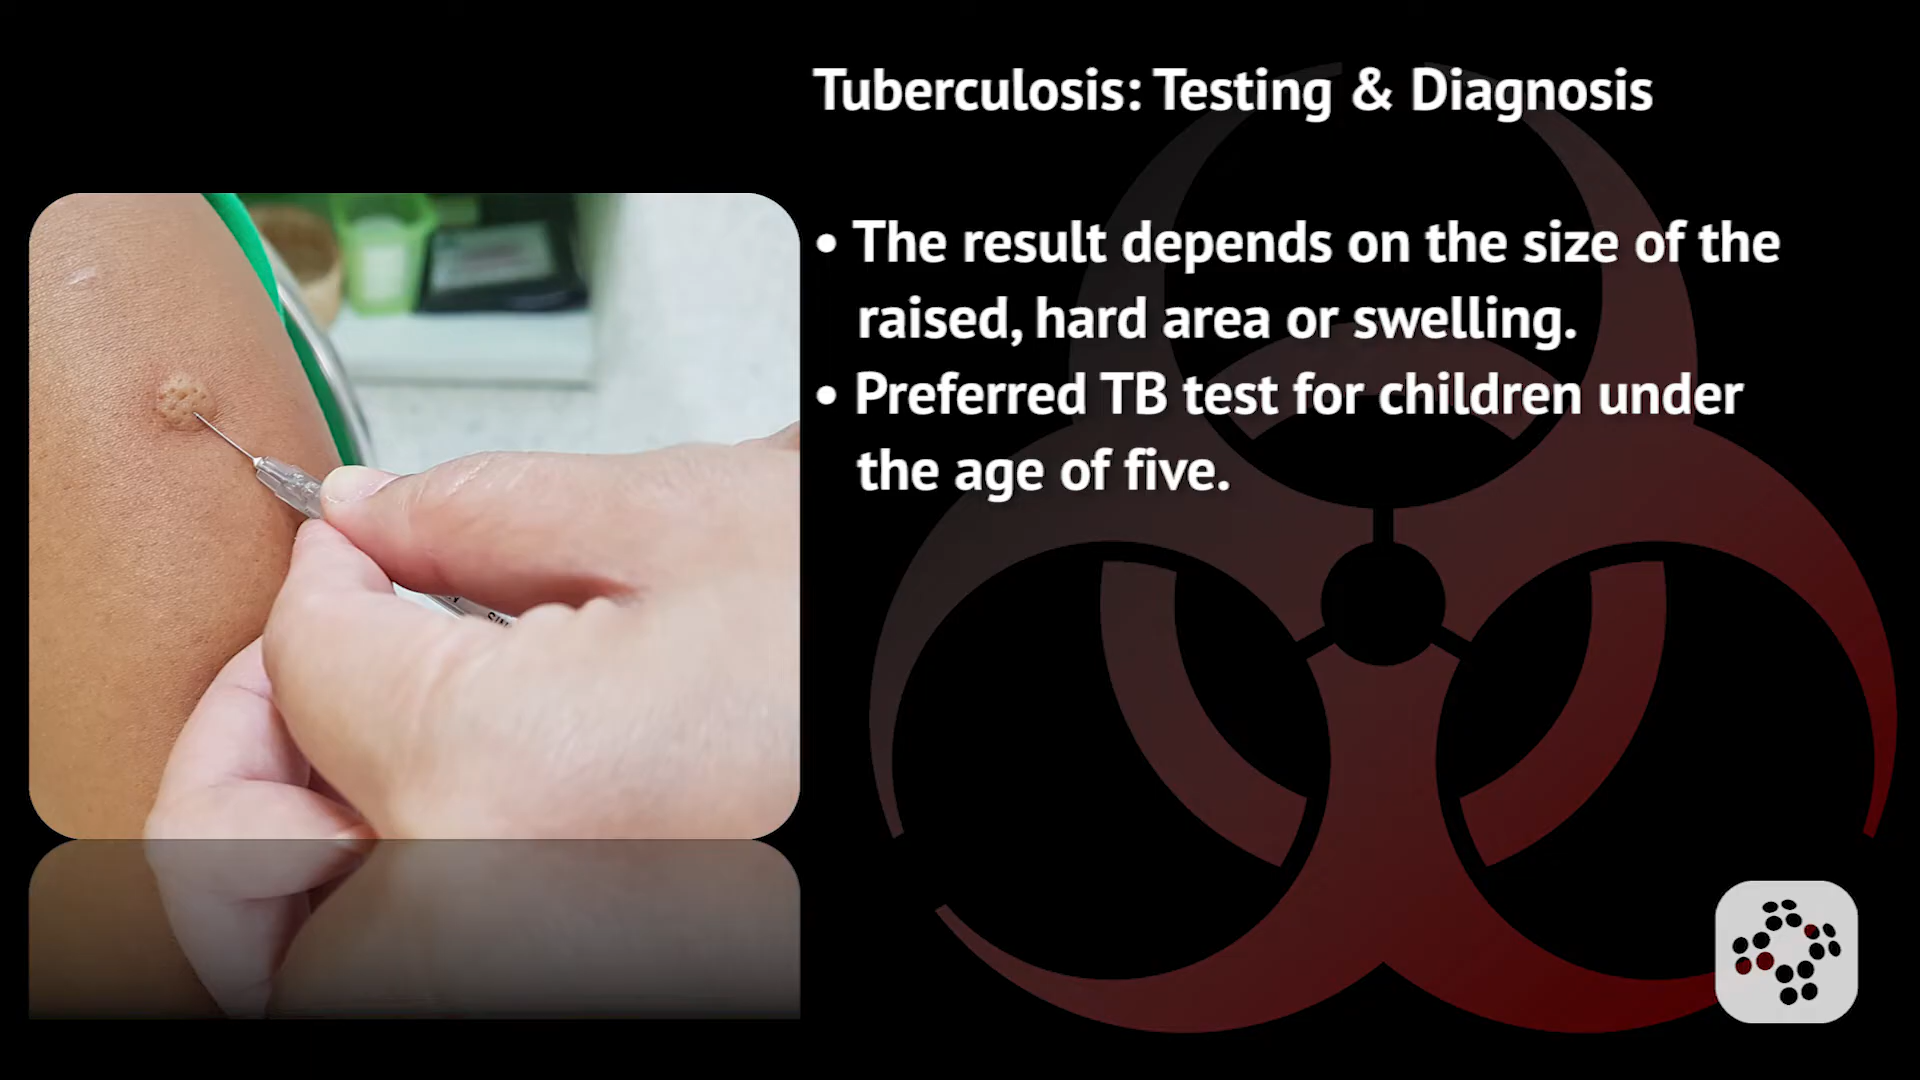 Tuberculosis: Testing & Diagnosis
• The result depends on the size of the
raised, hard area or swelling.
• Preferred TB test for children under
the age of five.